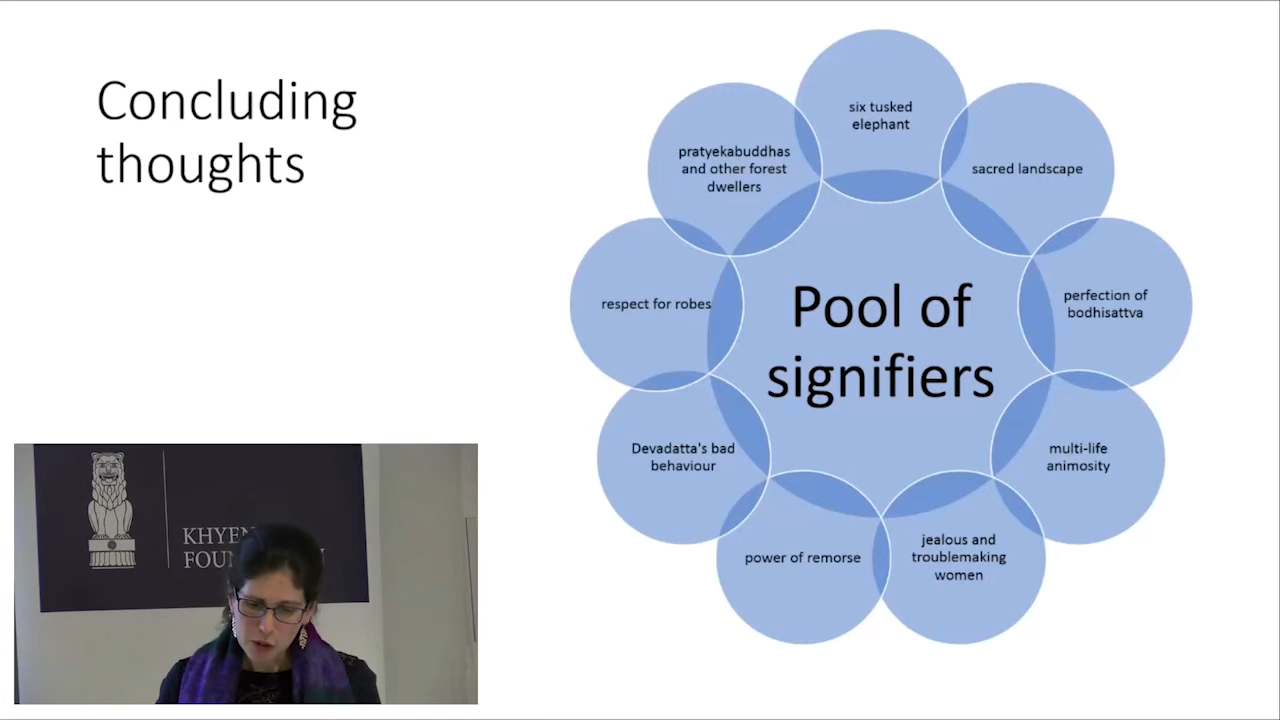 Concluding
thoughts
six tusked
elephant
sacred landscape
perfection of
bodhisattva
multi-life
animosity
jealous and
troublemaking
women
power of remorse
Devadatta's bad
behaviour
respect for robes
pratyekabuddhas
and other forest
dwellers
Pool of
signifiers